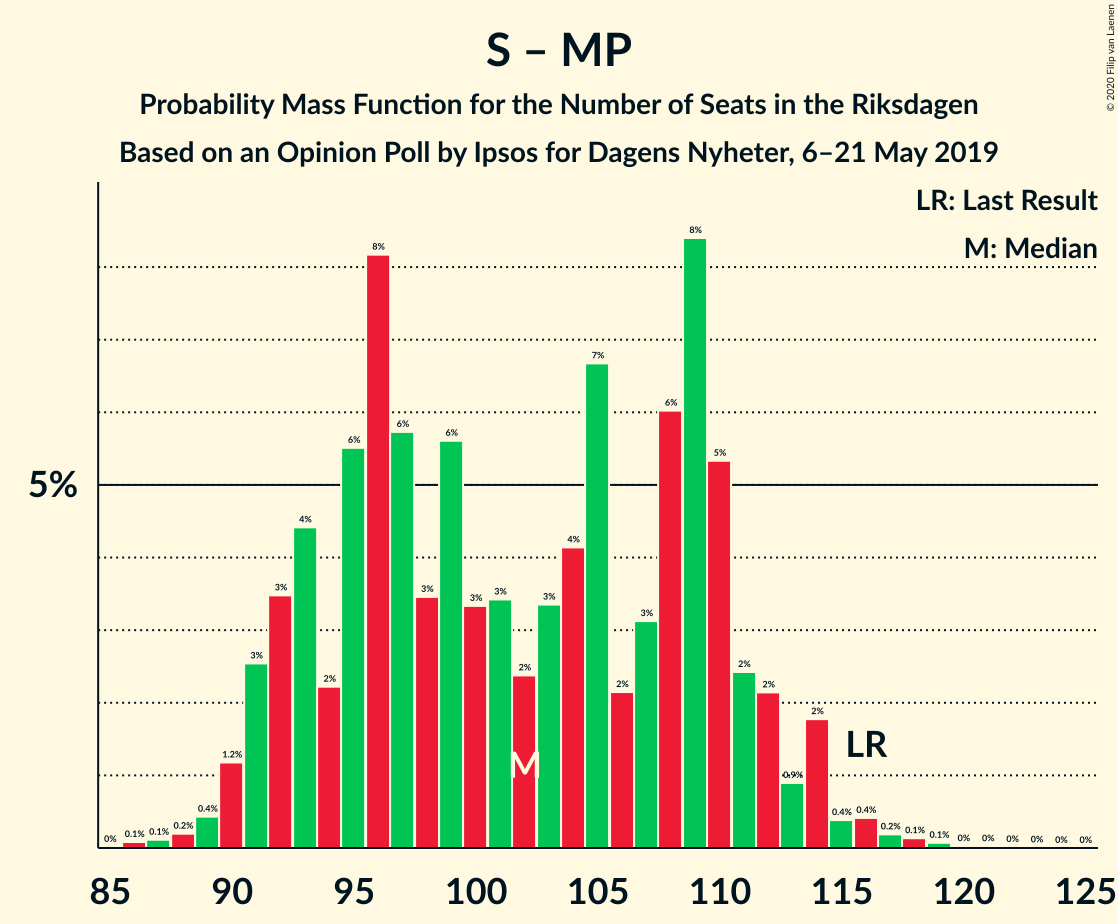 S – MP
Probability Mass Function for the Number of Seats in the Riksdagen
Based on an Opinion Poll by Ipsos for Dagens Nyheter, 6–21 May 2019
© 2020 Filip van Laenen
LR: Last Result
M: Median
5%
0% 0.1% 0.1% 0.2% 0.4% 1.2% 3% 3% 4% 2% 6% 8% 6% 3% 6% 3% 3% 2% 3% 4% 7% 2% 3% 6% 8% 5% 2% 2% 0.9% 2% 0.4% 0.4% 0.2% 0.1% 0.1% 0% 0% 0% 0% 0% 0%
M
LR
85 90 95 100 105 110 115 120 125